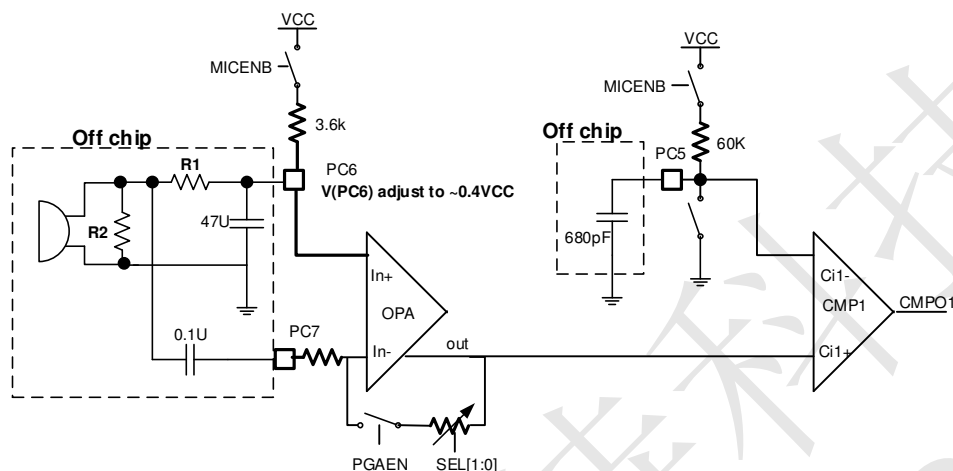 VCC
MICENB
3.6k
Off chip
R1
R2
47U
PC6
V(PC6) adjust to ~0.4VCC
0.1U
PC7
In+
OPA
In-
out
PGAEN
SEL[1:0]
VCC
MICENB
60K
Off chip
PC5
680pF
Ci1-
CMP1
CMPO1
Ci1+